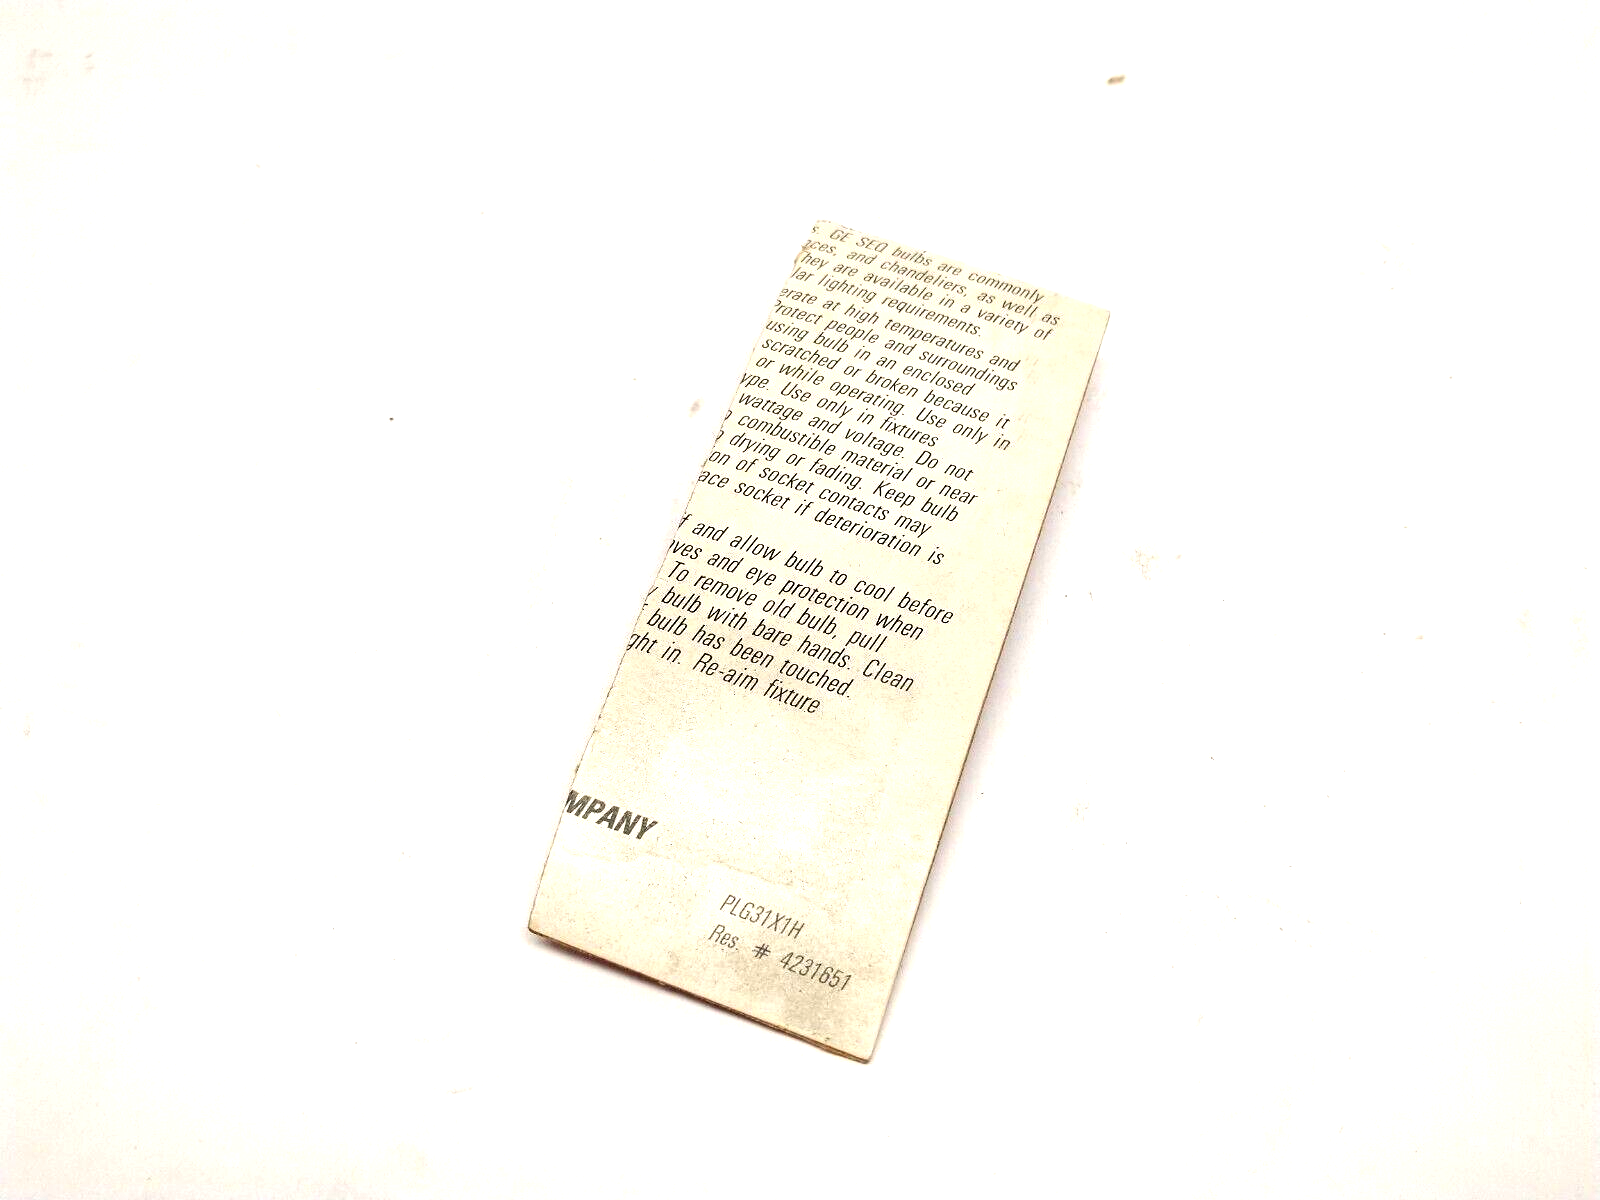 s. GE SEQ bulbs are commonly
ces, and chandeliers, as well as
They are available in a variety of
lar lighting requirements.
erate at high temperatures and
Protect people and surroundings
using bulb in an enclosed
scratched or broken because it
or while operating. Use only in
ype. Use only in fixtures
wattage and voltage. Do not
combustible material or near
drying or fading. Keep bulb
on of socket contacts may
ace socket if deterioration is
f and allow bulb to cool before
ves and eye protection when
To remove old bulb, pull
y bulb with bare hands. Clean
f bulb has been touched.
ght in. Re-aim fixture
MPANY
PLG31X1H
Res. # 4231651